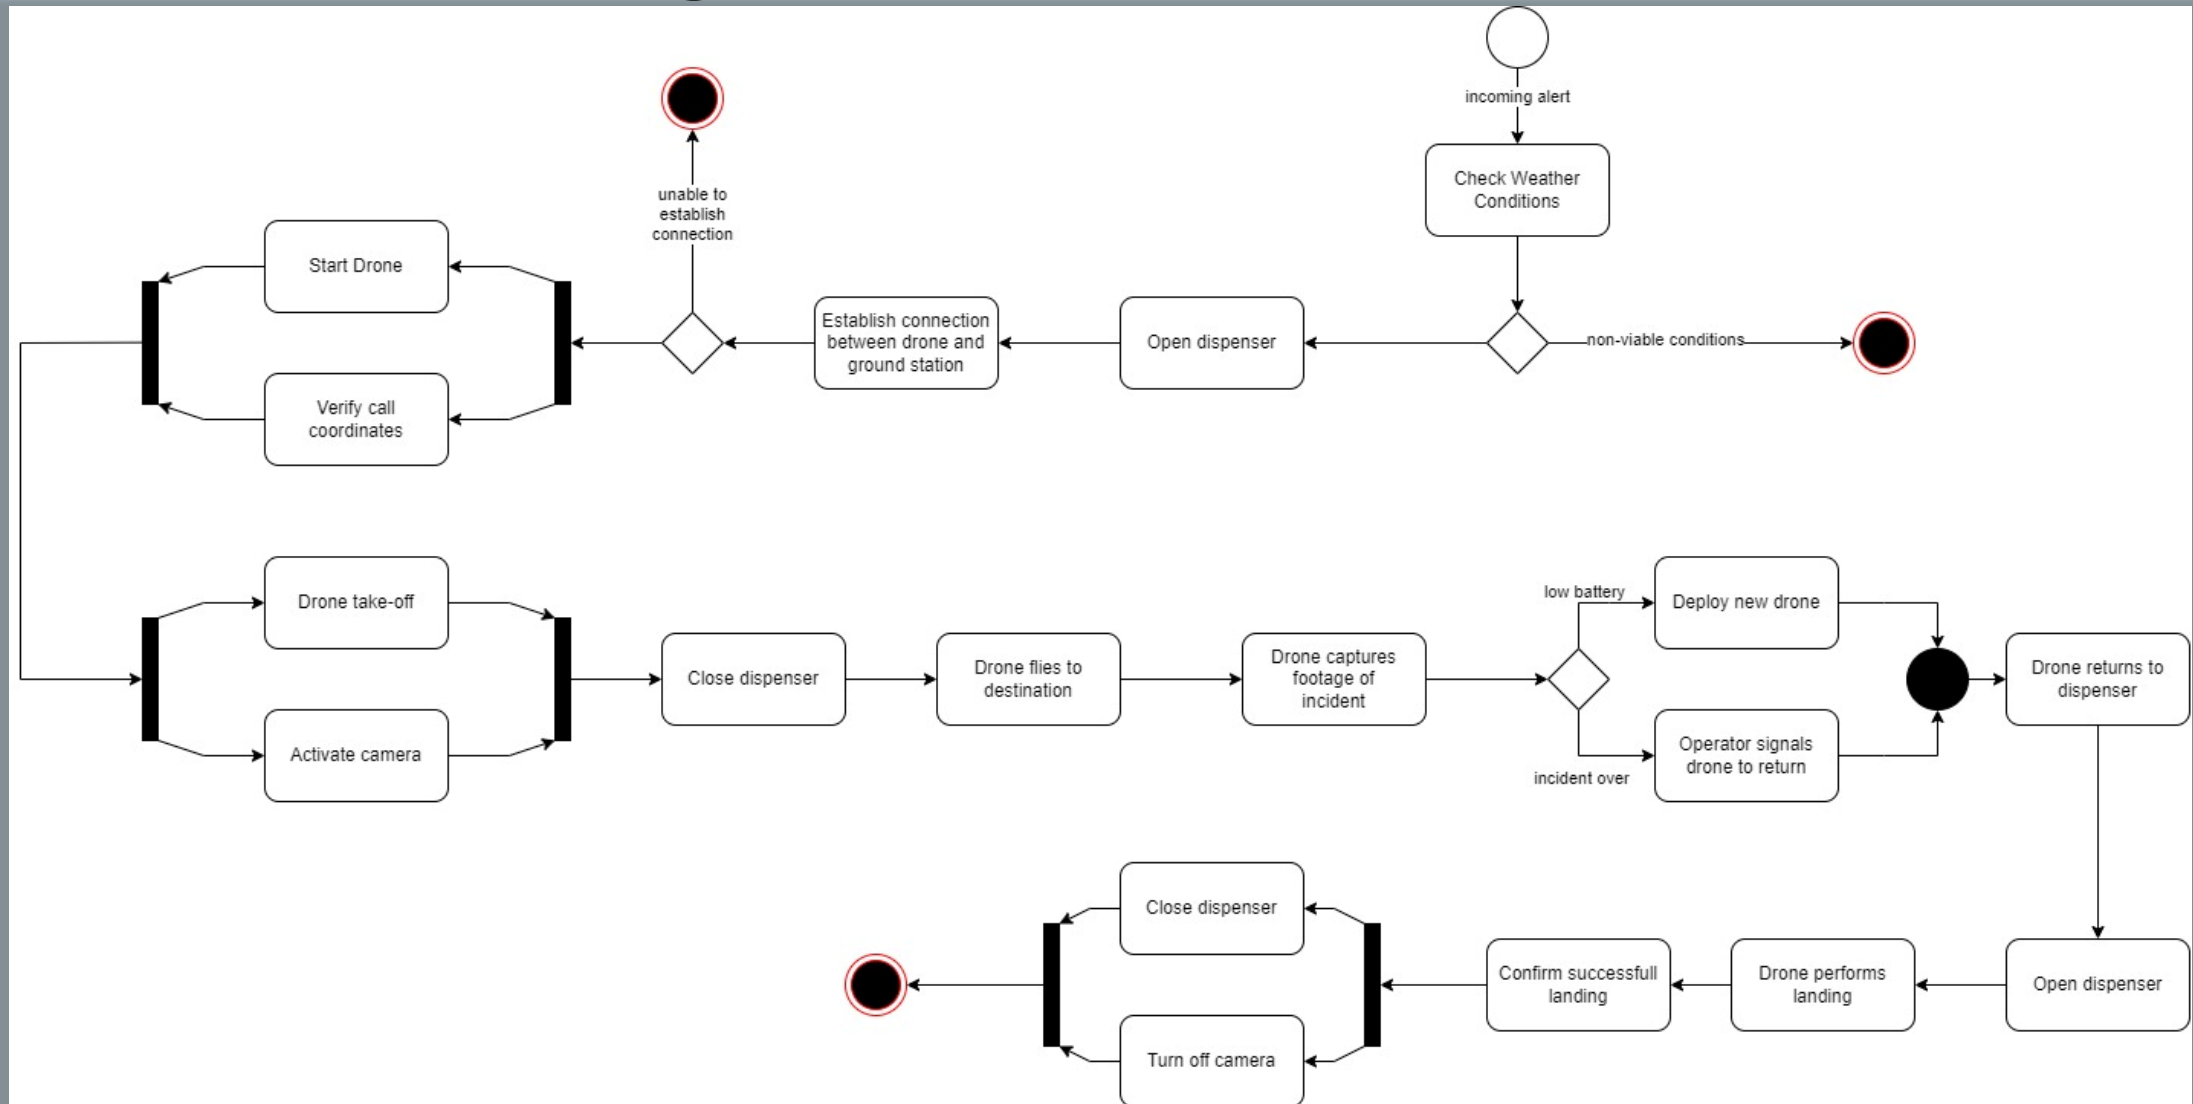 incoming alert
Check Weather
Conditions
non-viable conditions
Open dispenser
Establish connection
between drone and
ground station
unable to
establish
connection
Start Drone
Verify call
coordinates
Drone take-off
Activate camera
Close dispenser
Drone flies to
destination
Drone captures
footage of
incident
low battery
Deploy new drone
incident over
Operator signals
drone to return
Drone returns to
dispenser
Open dispenser
Drone performs
landing
Confirm successfull
landing
Close dispenser
Turn off camera